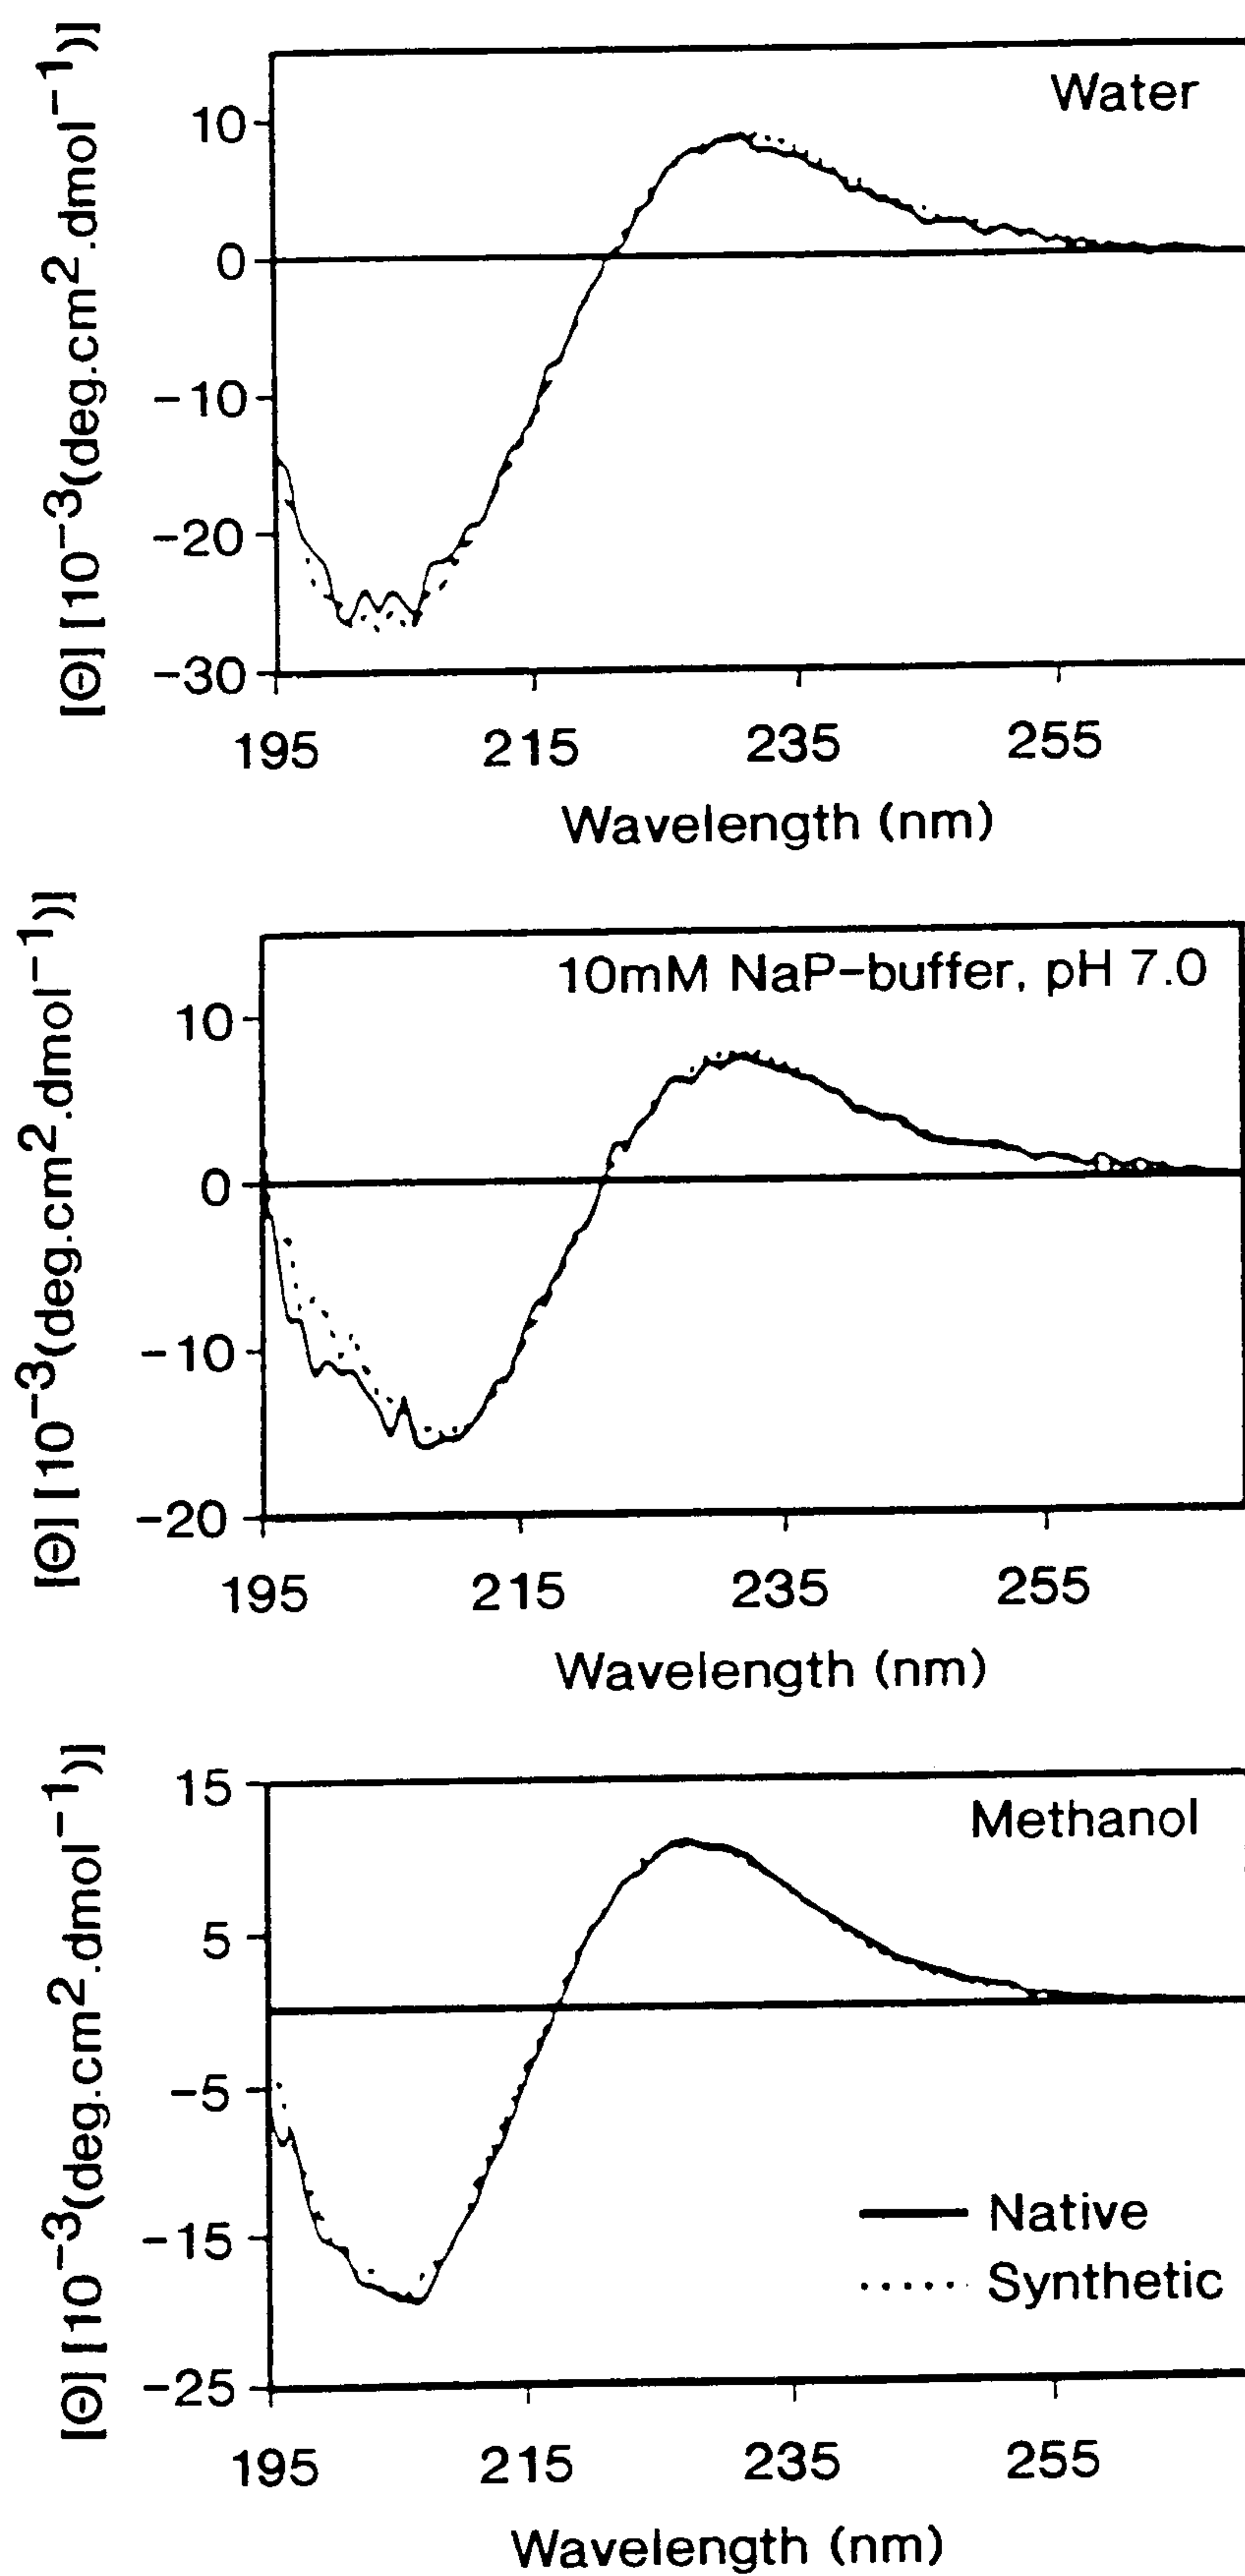 [Θ] [10−3(deg.cm2.dmol−1)]
Water
10
0
−10
−20
−30
195 215 235 255
Wavelength (nm)
[Θ] [10−3(deg.cm2.dmol−1)]
10mM NaP-buffer, pH 7.0
10
0
−10
−20
195 215 235 255
Wavelength (nm)
[Θ] [10−3(deg.cm2.dmol−1)]
Methanol
15
5
−5
−15
−25
Native
Synthetic
195 215 235 255
Wavelength (nm)